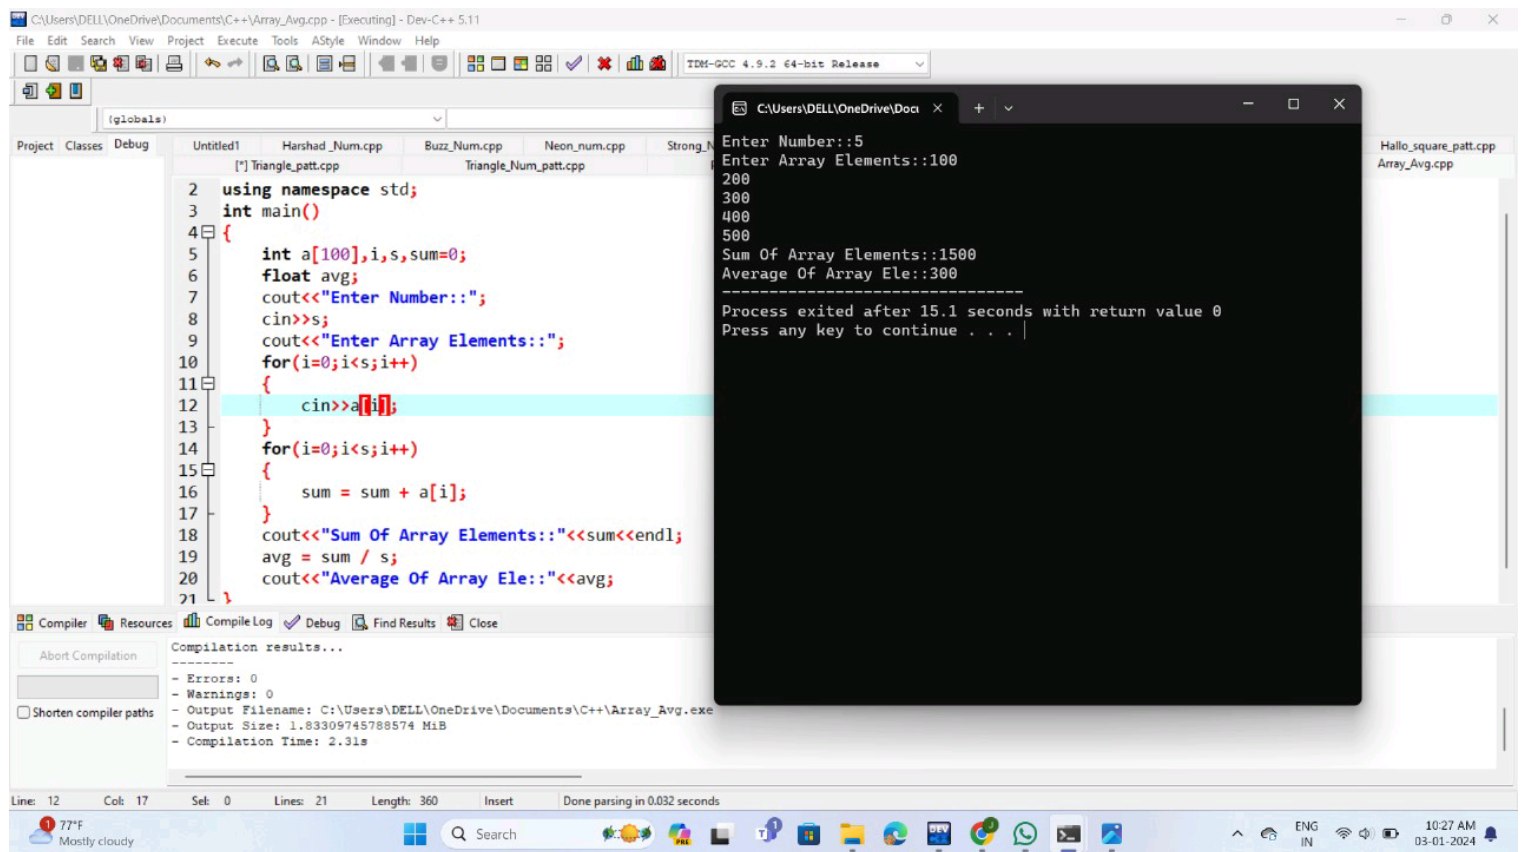 C:\Users\DELL\OneDrive\Documents\C++\Array_Avg.cpp - [Executing] - Dev-C++ 5.11
File Edit Search View Project Execute Tools AStyle Window Help
TDM-GCC 4.9.2 64-bit Release
(globals)
Project Classes Debug
Untitled1 Harshad _Num.cpp Buzz_Num.cpp Neon_num.cpp Strong_N Hallo_square_patt.cpp
[*] Triangle_patt.cpp Triangle_Num_patt.cpp Array_Avg.cpp
2 using namespace std;
3 int main()
4 {
5 int a[100],i,s,sum=0;
6 float avg;
7 cout<<"Enter Number::";
8 cin>>s;
9 cout<<"Enter Array Elements::";
10 for(i=0;i<s;i++)
11 {
12 cin>>a[i];
13 }
14 for(i=0;i<s;i++)
15 {
16 sum = sum + a[i];
17 }
18 cout<<"Sum Of Array Elements::"<<sum<<endl;
19 avg = sum / s;
20 cout<<"Average Of Array Ele::"<<avg;
21 }
C:\Users\DELL\OneDrive\Docu
Enter Number::5
Enter Array Elements::100
200
300
400
500
Sum Of Array Elements::1500
Average Of Array Ele::300
--------------------------------
Process exited after 15.1 seconds with return value 0
Press any key to continue . . .
Compiler Resources Compile Log Debug Find Results Close
Abort Compilation
Shorten compiler paths
Compilation results...
--------
- Errors: 0
- Warnings: 0
- Output Filename: C:\Users\DELL\OneDrive\Documents\C++\Array_Avg.exe
- Output Size: 1.83309745788574 MiB
- Compilation Time: 2.31s
Line: 12 Col: 17 Sel: 0 Lines: 21 Length: 360 Insert Done parsing in 0.032 seconds
1
77°F
Mostly cloudy
Search
PRE
DEV
ENG
IN
10:27 AM
03-01-2024